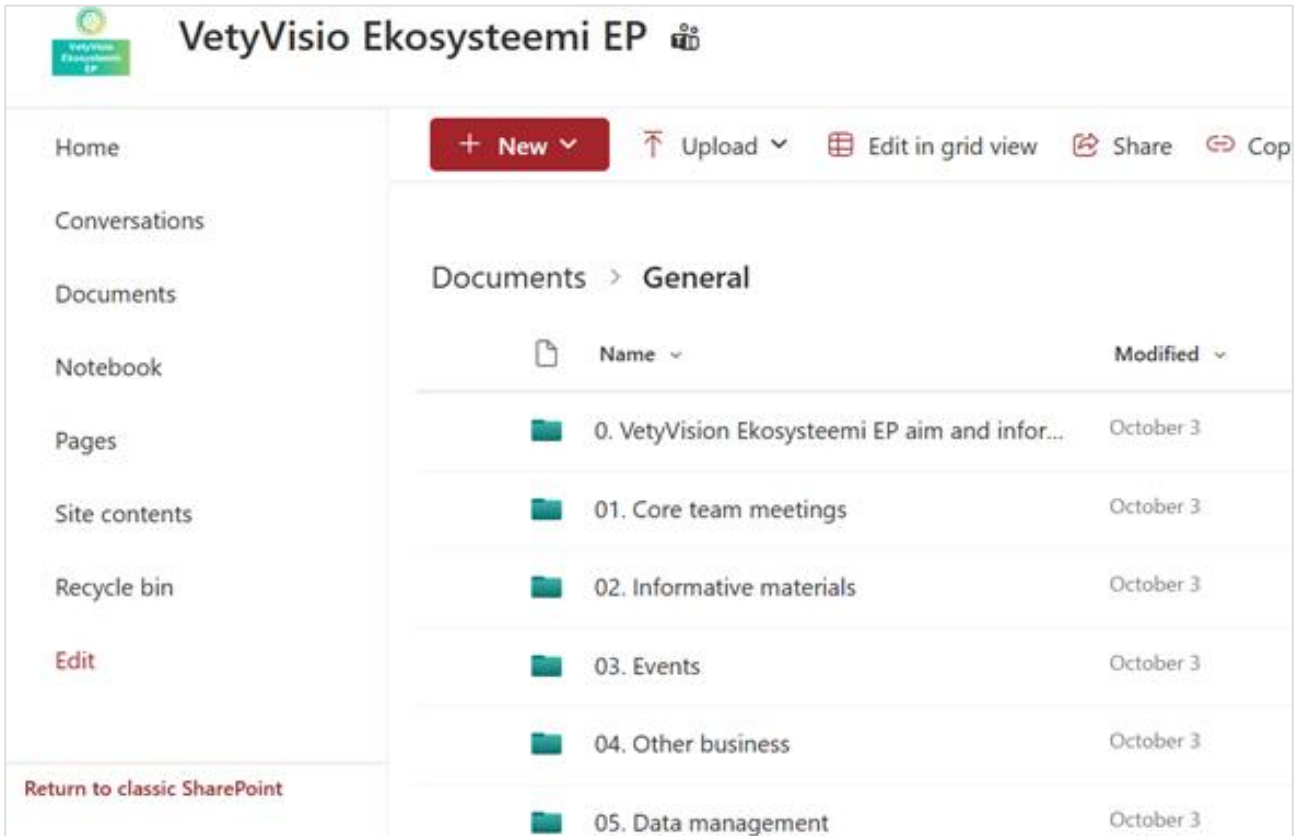 VetyVisio
Ekosysteemi
EP
VetyVisio Ekosysteemi EP
Home
Conversations
Documents
Notebook
Pages
Site contents
Recycle bin
Edit
Return to classic SharePoint
+ New Upload Edit in grid view Share Cop
Documents > General
Name Modified
0. VetyVision Ekosysteemi EP aim and infor... October 3
01. Core team meetings October 3
02. Informative materials October 3
03. Events October 3
04. Other business October 3
05. Data management October 3